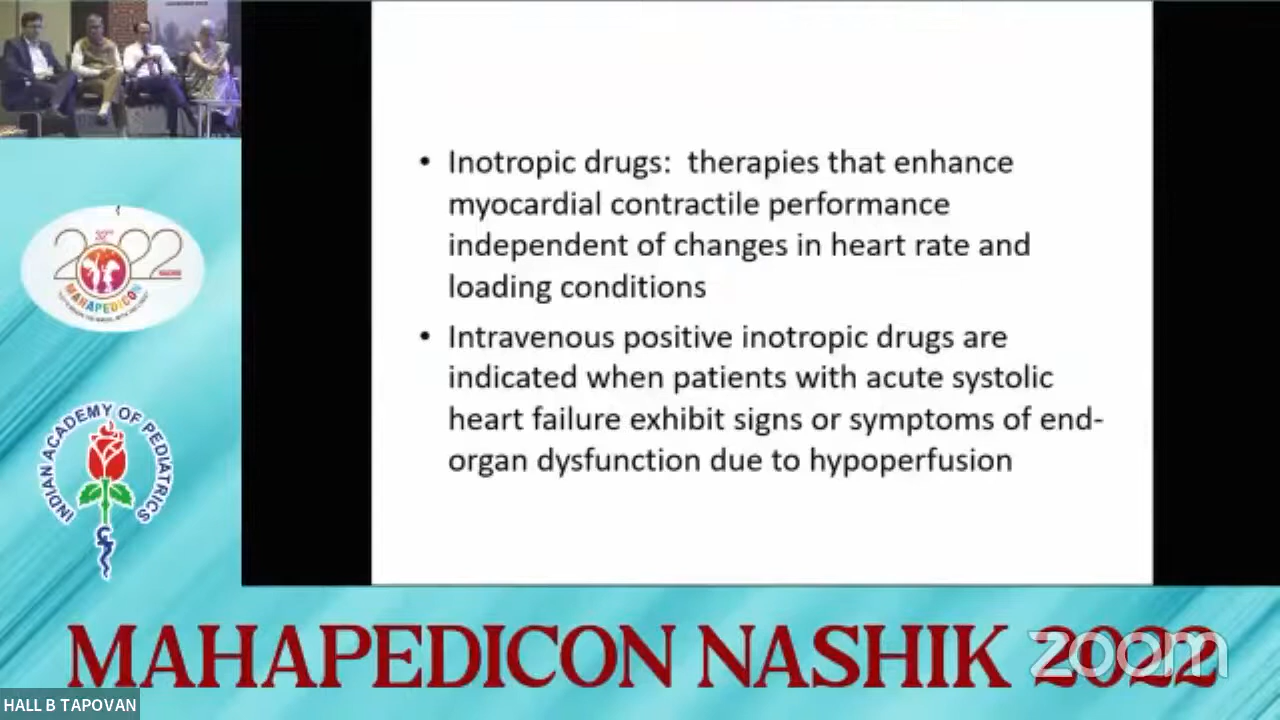 2022
MAHAPEDICON
INDIAN ACADEMY OF PEDIATRICS
• Inotropic drugs:  therapies that enhance
myocardial contractile performance
independent of changes in heart rate and
loading conditions
• Intravenous positive inotropic drugs are
indicated when patients with acute systolic
heart failure exhibit signs or symptoms of end-
organ dysfunction due to hypoperfusion
MAHAPEDICON NASHIK 2022
zoom
HALL B TAPOVAN